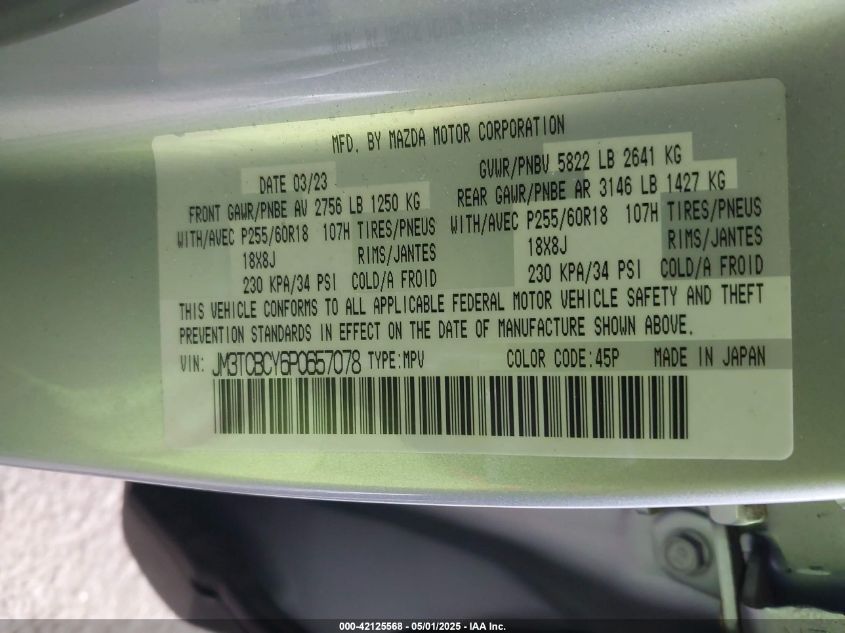 MFD. BY MAZDA MOTOR CORPORATION
DATE 03/23 GVWR/PNBV 5822 LB 2641 KG
FRONT GAWR/PNBE AV 2756 LB 1250 KG REAR GAWR/PNBE AR 3146 LB 1427 KG
WITH/AVEC P255/60R18 107H TIRES/PNEUS WITH/AVEC P255/60R18 107H TIRES/PNEUS
18X8J RIMS/JANTES 18X8J RIMS/JANTES
230 KPA/34 PSI COLD/A FROID 230 KPA/34 PSI COLD/A FROID
THIS VEHICLE CONFORMS TO ALL APPLICABLE FEDERAL MOTOR VEHICLE SAFETY AND THEFT
PREVENTION STANDARDS IN EFFECT ON THE DATE OF MANUFACTURE SHOWN ABOVE.
VIN: JM3TCBCY6P0657078 TYPE:MPV COLOR CODE:45P MADE IN JAPAN
000-42125568 - 05/01/2025 - IAA Inc.